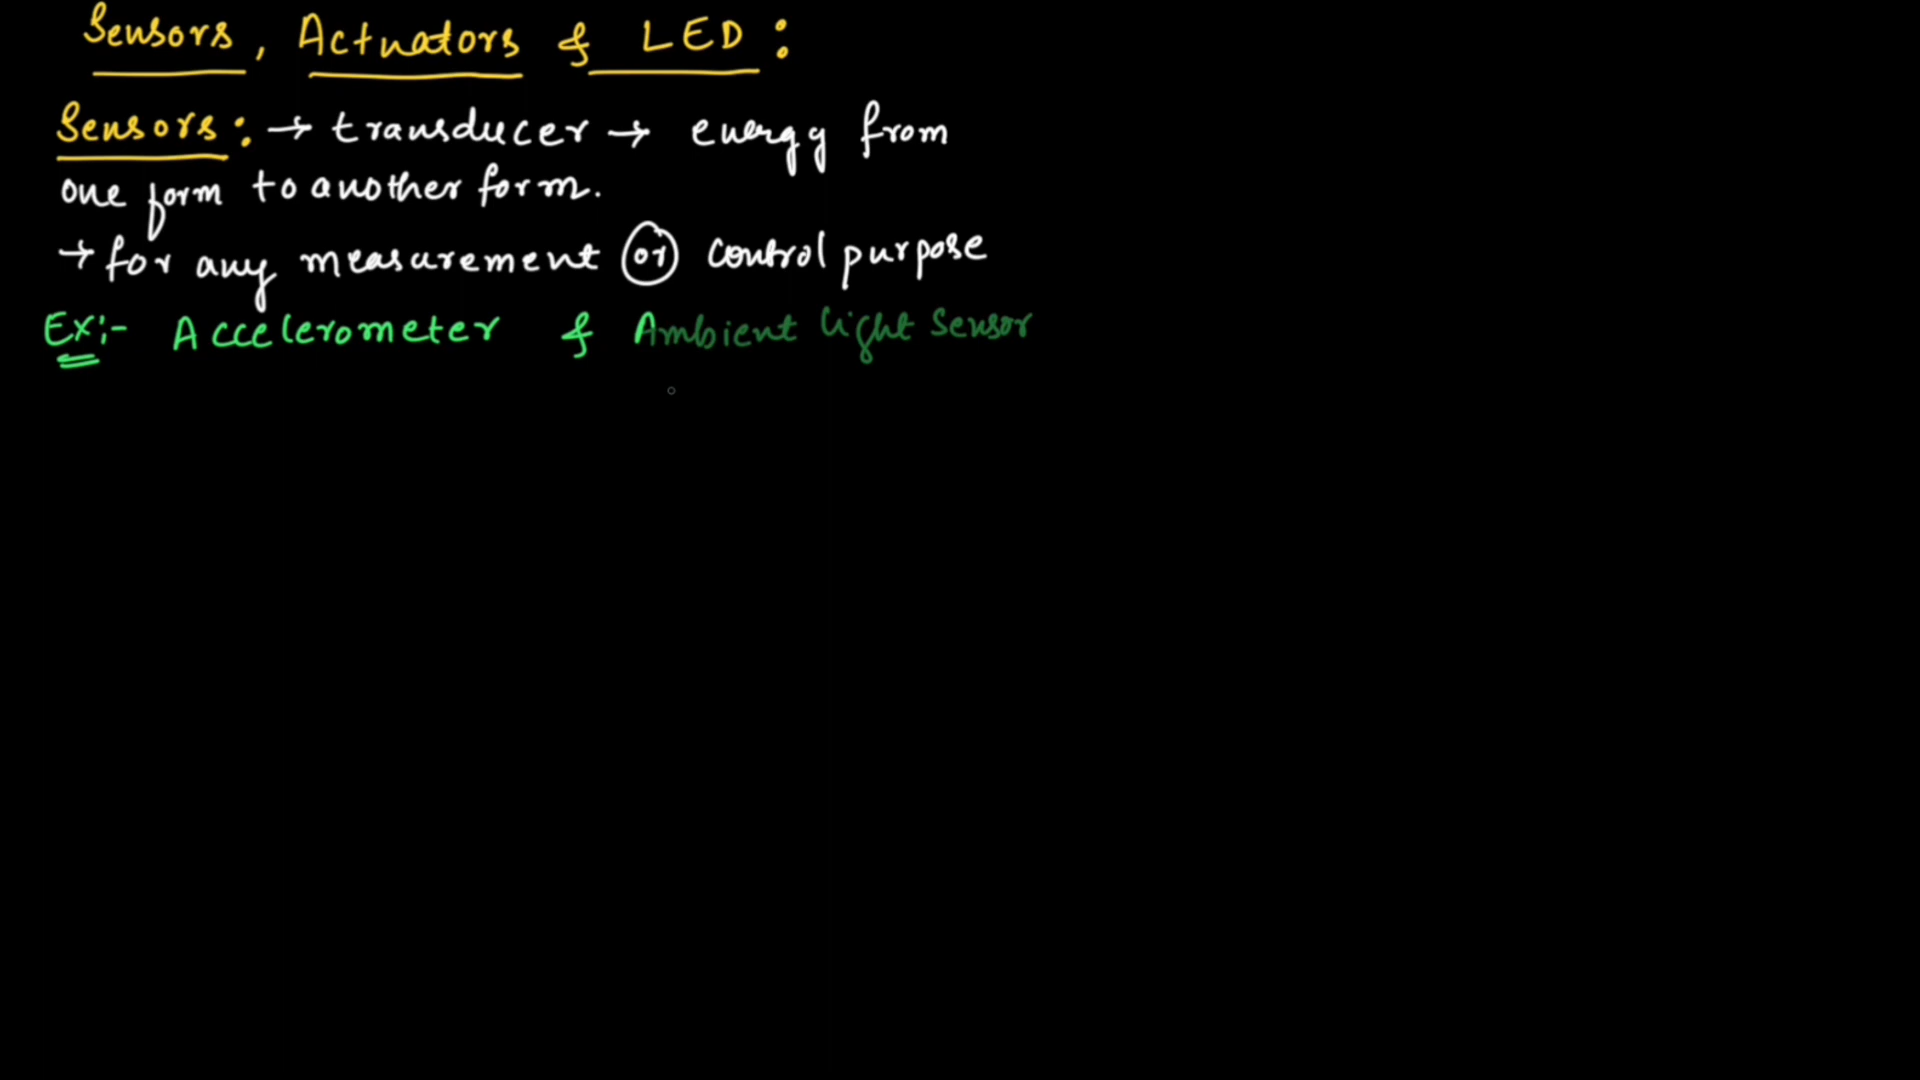 Sensors, Actuators & LED:
Sensors: → transducer → energy from
one form to another form.
→ for any measurement or control purpose
Ex:- Accelerometer & Ambient light Sensor